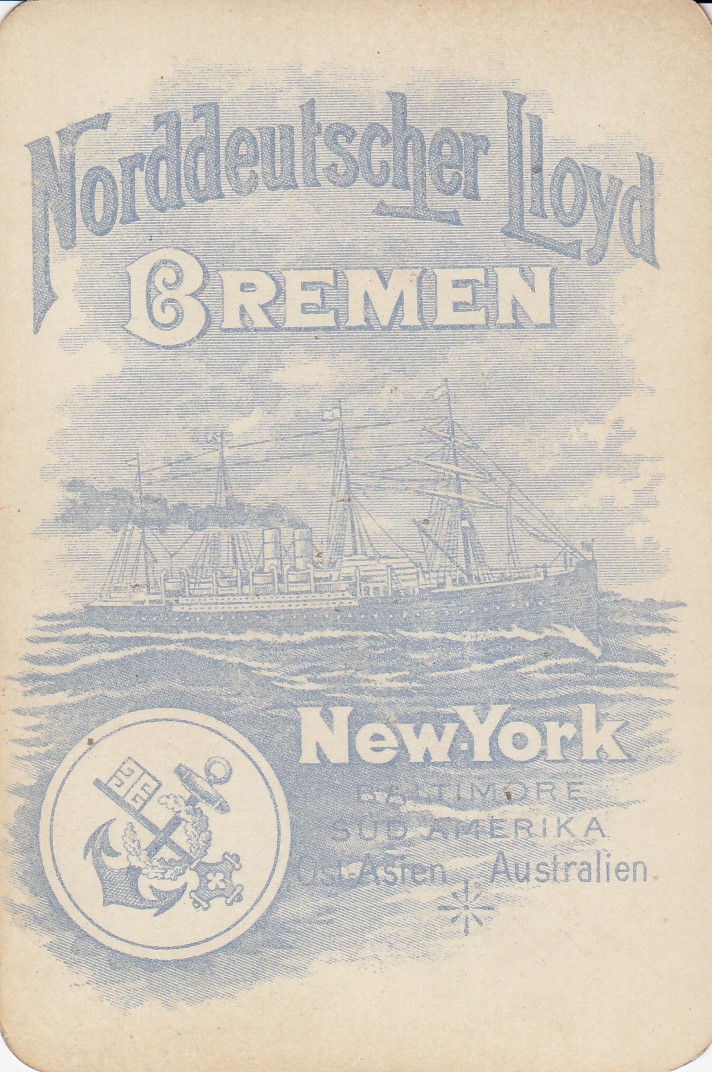 Norddeutscher Lloyd
BREMEN
New-York
BALTIMORE
SÜD AMERIKA
Ost-Asien, Australien.